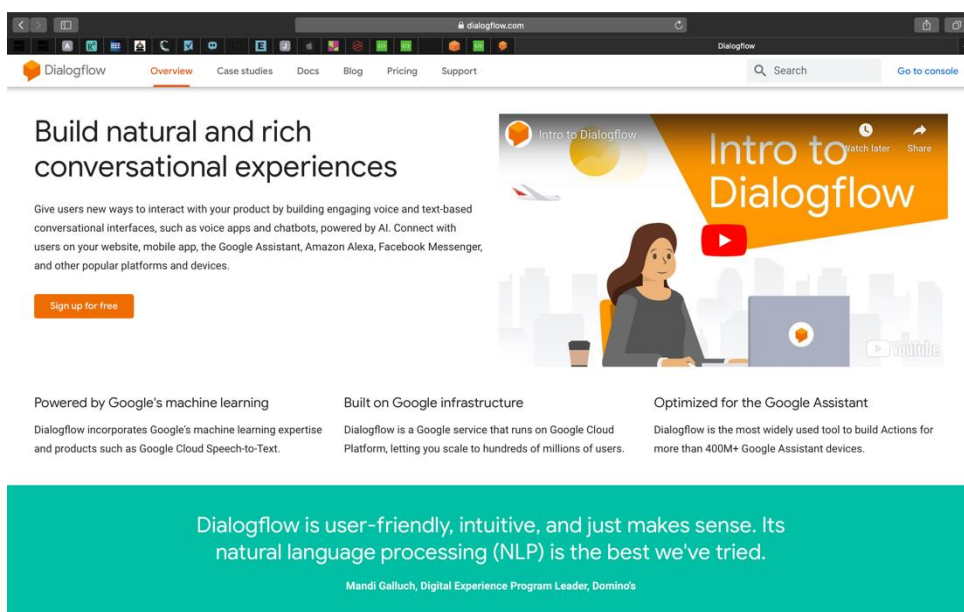 dialogflow.com
Dialogflow
Dialogflow
Overview
Case studies
Docs
Blog
Pricing
Support
Search
Go to console
Build natural and rich
conversational experiences
Give users new ways to interact with your product by building engaging voice and text-based
conversational interfaces, such as voice apps and chatbots, powered by AI. Connect with
users on your website, mobile app, the Google Assistant, Amazon Alexa, Facebook Messenger,
and other popular platforms and devices.
Sign up for free
Intro to Dialogflow
Watch later
Share
Intro to
Dialogflow
YouTube
Powered by Google's machine learning
Dialogflow incorporates Google's machine learning expertise
and products such as Google Cloud Speech-to-Text.
Built on Google infrastructure
Dialogflow is a Google service that runs on Google Cloud
Platform, letting you scale to hundreds of millions of users.
Optimized for the Google Assistant
Dialogflow is the most widely used tool to build Actions for
more than 400M+ Google Assistant devices.
Dialogflow is user-friendly, intuitive, and just makes sense. Its
natural language processing (NLP) is the best we've tried.
Mandi Galluch, Digital Experience Program Leader, Domino's